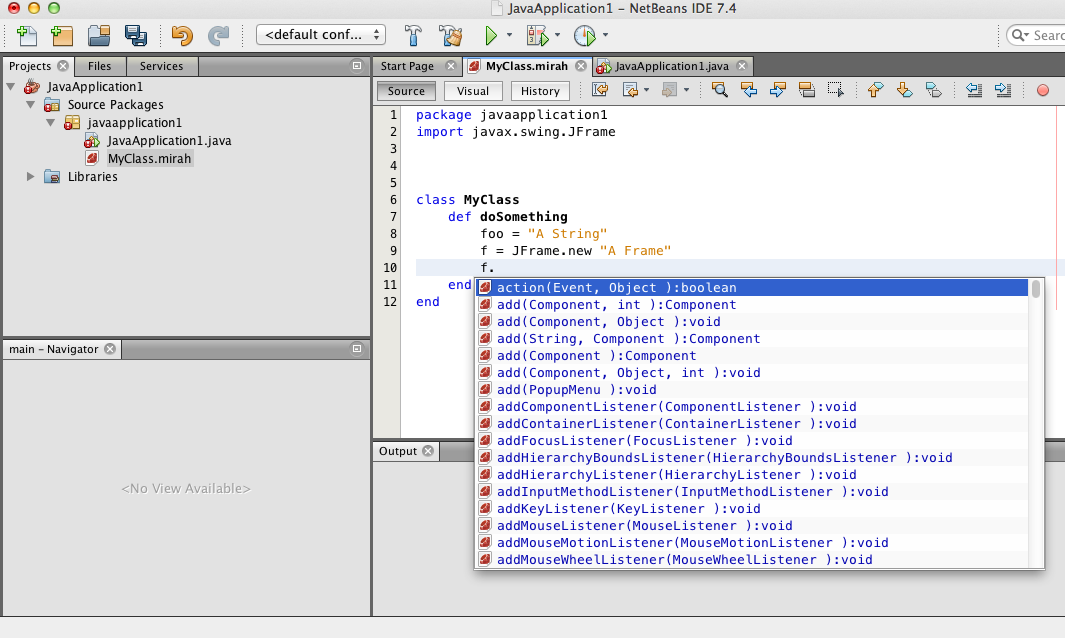 JavaApplication1 – NetBeans IDE 7.4
<default conf...
Searc
Projects
Files
Services
JavaApplication1
Source Packages
javaapplication1
JavaApplication1.java
MyClass.mirah
Libraries
main – Navigator
<No View Available>
Start Page
MyClass.mirah
JavaApplication1.java
Source
Visual
History
1 package javaapplication1
2 import javax.swing.JFrame
3
4
5
6 class MyClass
7 def doSomething
8 foo = "A String"
9 f = JFrame.new "A Frame"
10 f.
11 end
12 end
action(Event, Object ):boolean
add(Component, int ):Component
add(Component, Object ):void
add(String, Component ):Component
add(Component ):Component
add(Component, Object, int ):void
add(PopupMenu ):void
addComponentListener(ComponentListener ):void
addContainerListener(ContainerListener ):void
addFocusListener(FocusListener ):void
addHierarchyBoundsListener(HierarchyBoundsListener ):void
addHierarchyListener(HierarchyListener ):void
addInputMethodListener(InputMethodListener ):void
addKeyListener(KeyListener ):void
addMouseListener(MouseListener ):void
addMouseMotionListener(MouseMotionListener ):void
addMouseWheelListener(MouseWheelListener ):void
Output